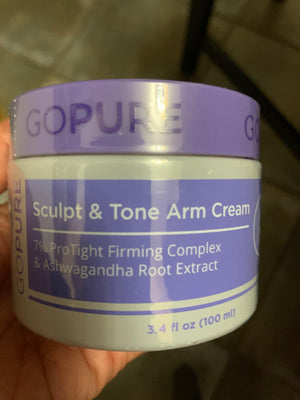 GOPURE
GO
GOPURE
Sculpt & Tone Arm Cream
7% ProTight Firming Complex
& Ashwagandha Root Extract
3.4 fl oz (100 ml)